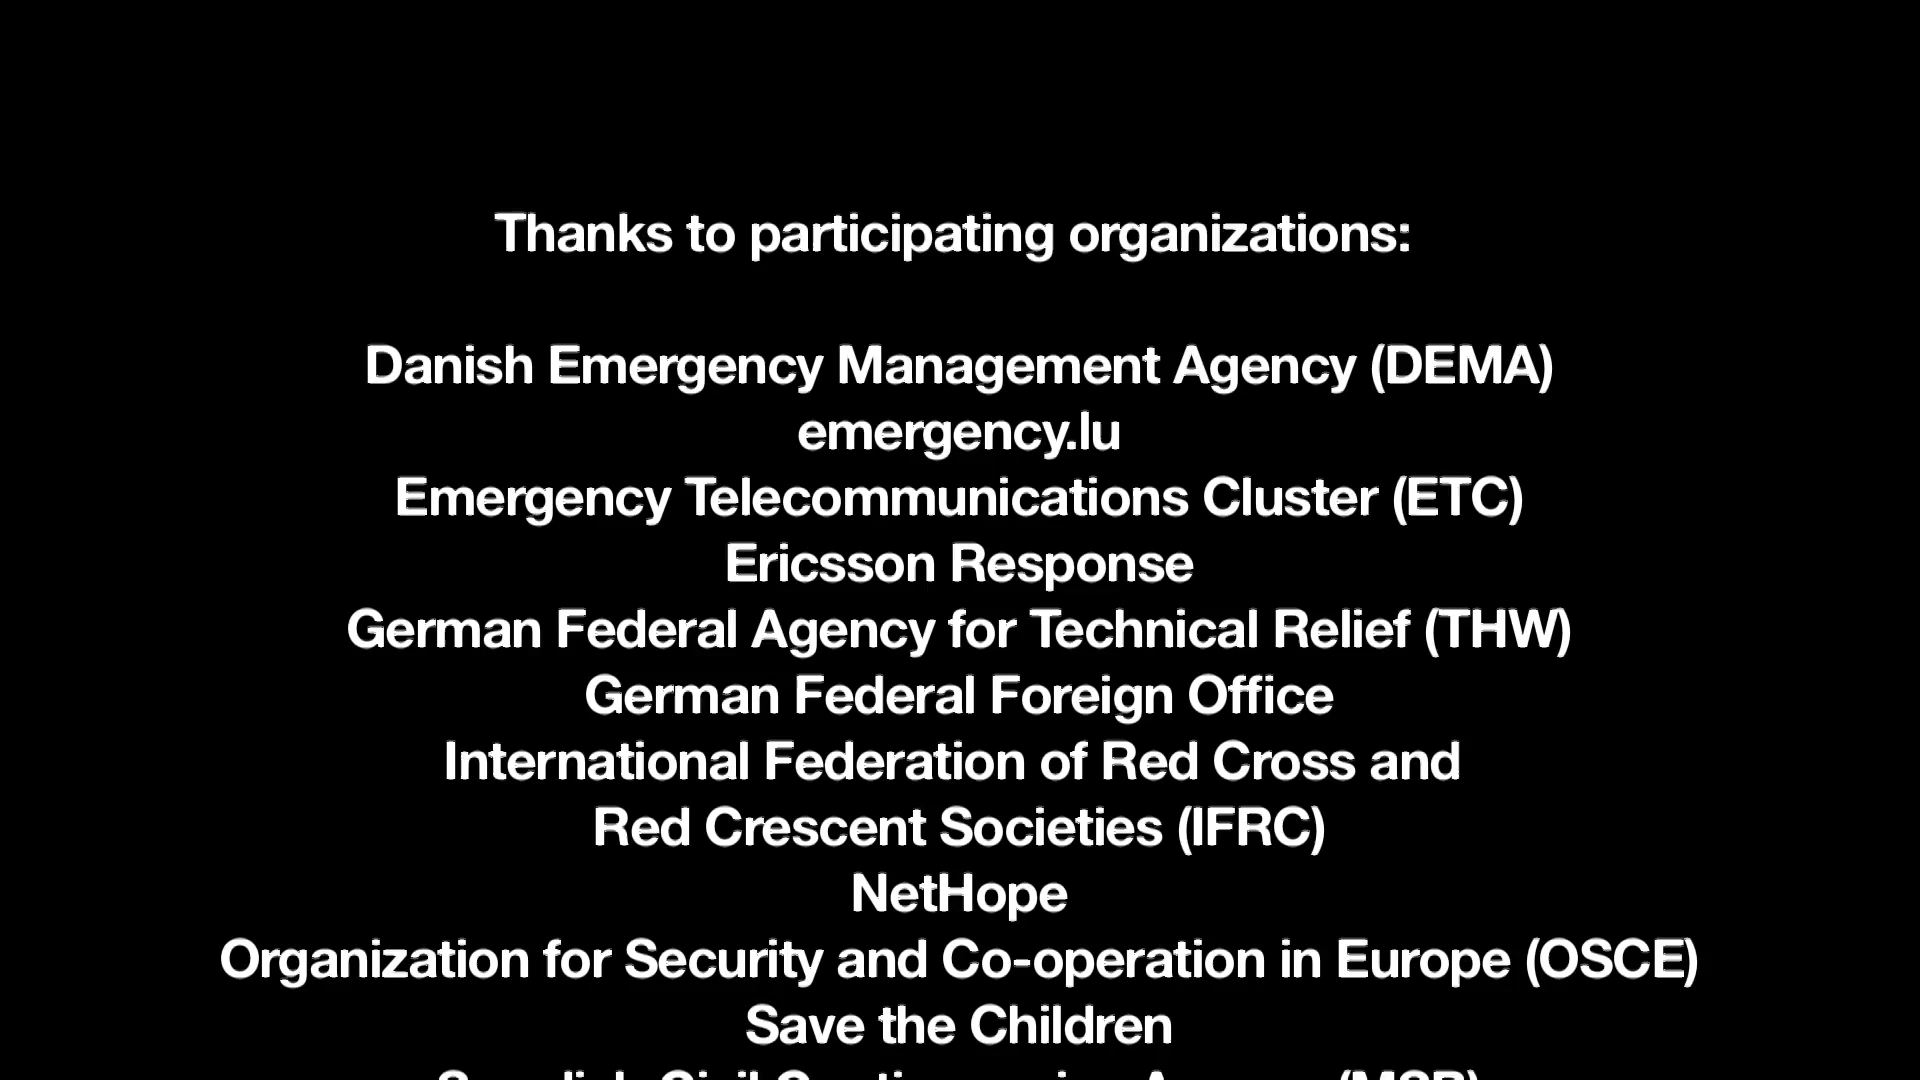 Thanks to participating organizations:
Danish Emergency Management Agency (DEMA)
emergency.lu
Emergency Telecommunications Cluster (ETC)
Ericsson Response
German Federal Agency for Technical Relief (THW)
German Federal Foreign Office
International Federation of Red Cross and
Red Crescent Societies (IFRC)
NetHope
Organization for Security and Co-operation in Europe (OSCE)
Save the Children